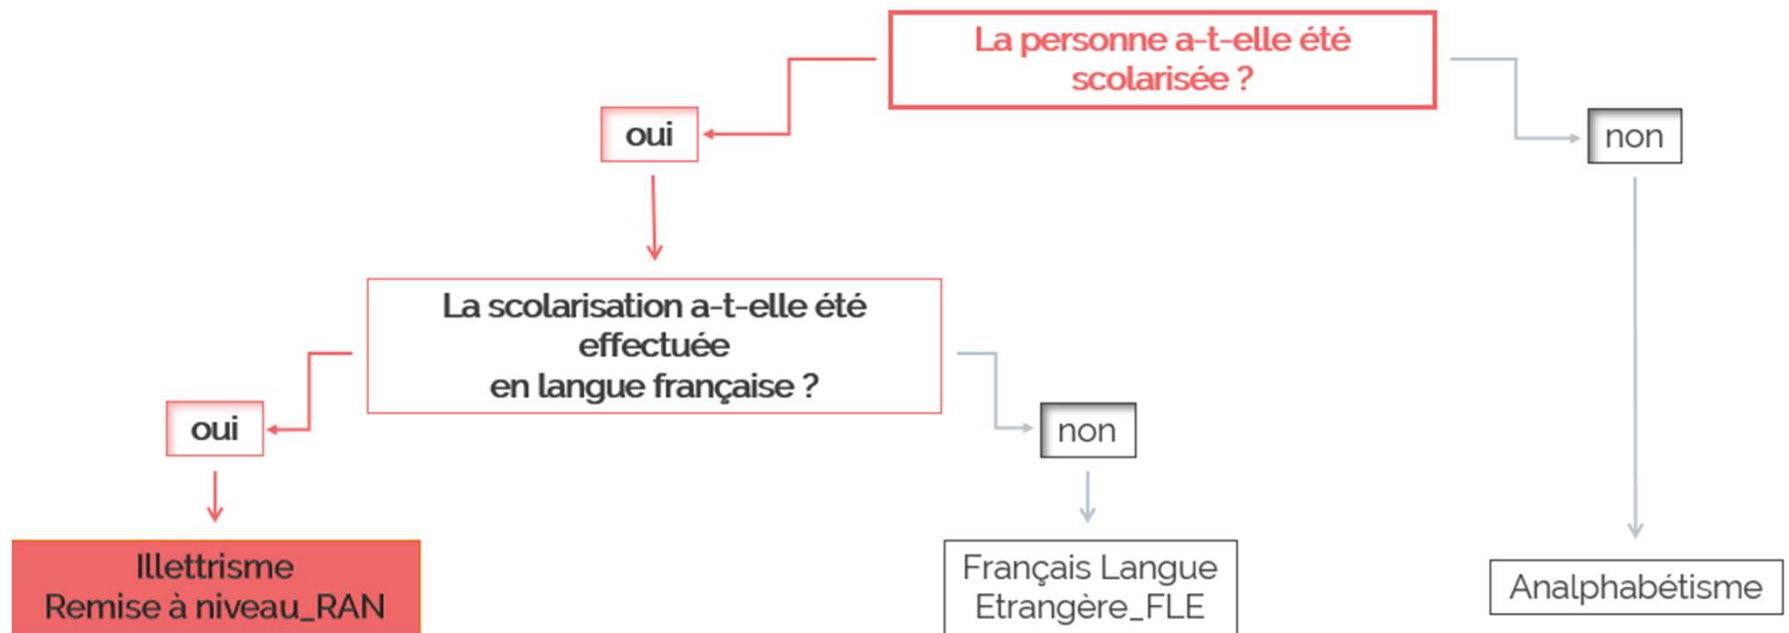 La personne a-t-elle été
scolarisée ?
oui
non
La scolarisation a-t-elle été
effectuée
en langue française ?
oui
non
Illettrisme
Remise à niveau_RAN
Français Langue
Etrangère_FLE
Analphabétisme